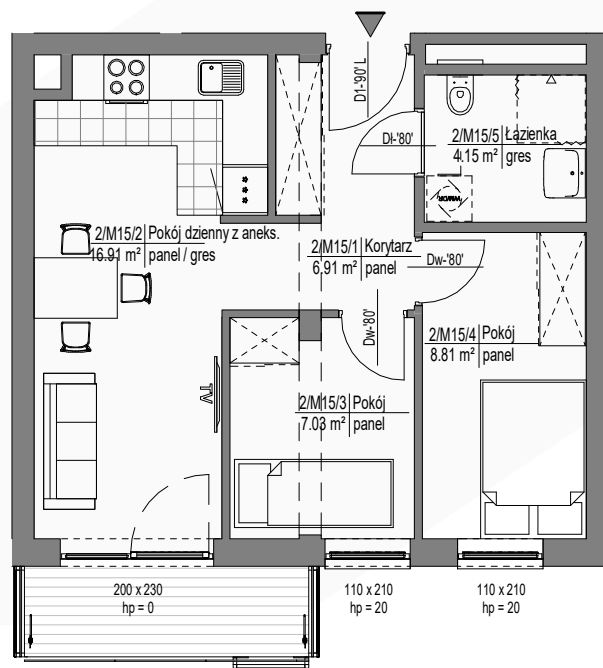 D1-'90' L
Dł-'80'
2/M15/5 Łazienka
4.15 m² gres
2/M15/2 Pokój dzienny z aneks.
16.91 m² panel / gres
2/M15/1 Korytarz
6.91 m² panel
Dw-'80'
Dw-'80'
2/M15/4 Pokój
8.81 m² panel
TV
2/M15/3 Pokój
7.03 m² panel
200 x 230
hp = 0
110 x 210
hp = 20
110 x 210
hp = 20